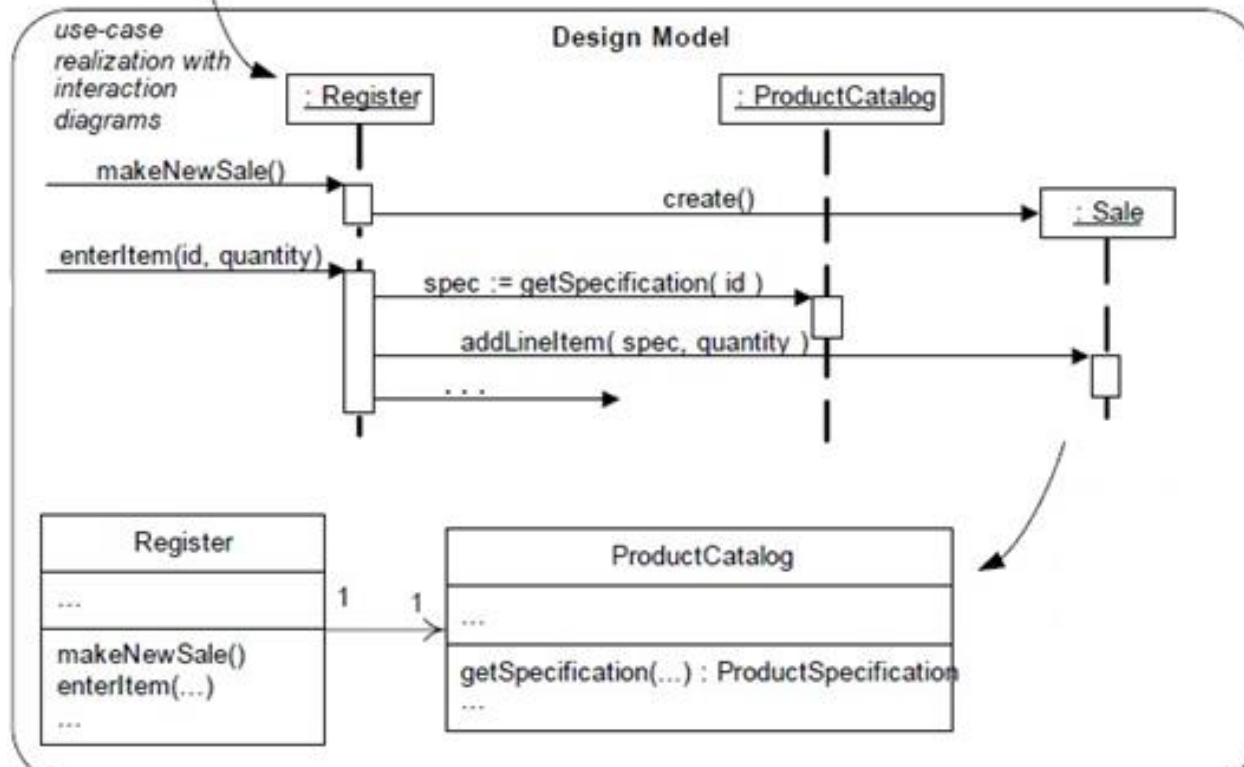 use-case
realization with
interaction
diagrams
Design Model
: Register
: ProductCatalog
makeNewSale()
create()
: Sale
enterItem(id, quantity)
spec := getSpecification( id )
addLineItem( spec, quantity )
. . .
Register
...
makeNewSale()
enterItem(...)
...
1
1
ProductCatalog
...
getSpecification(...) : ProductSpecification
...